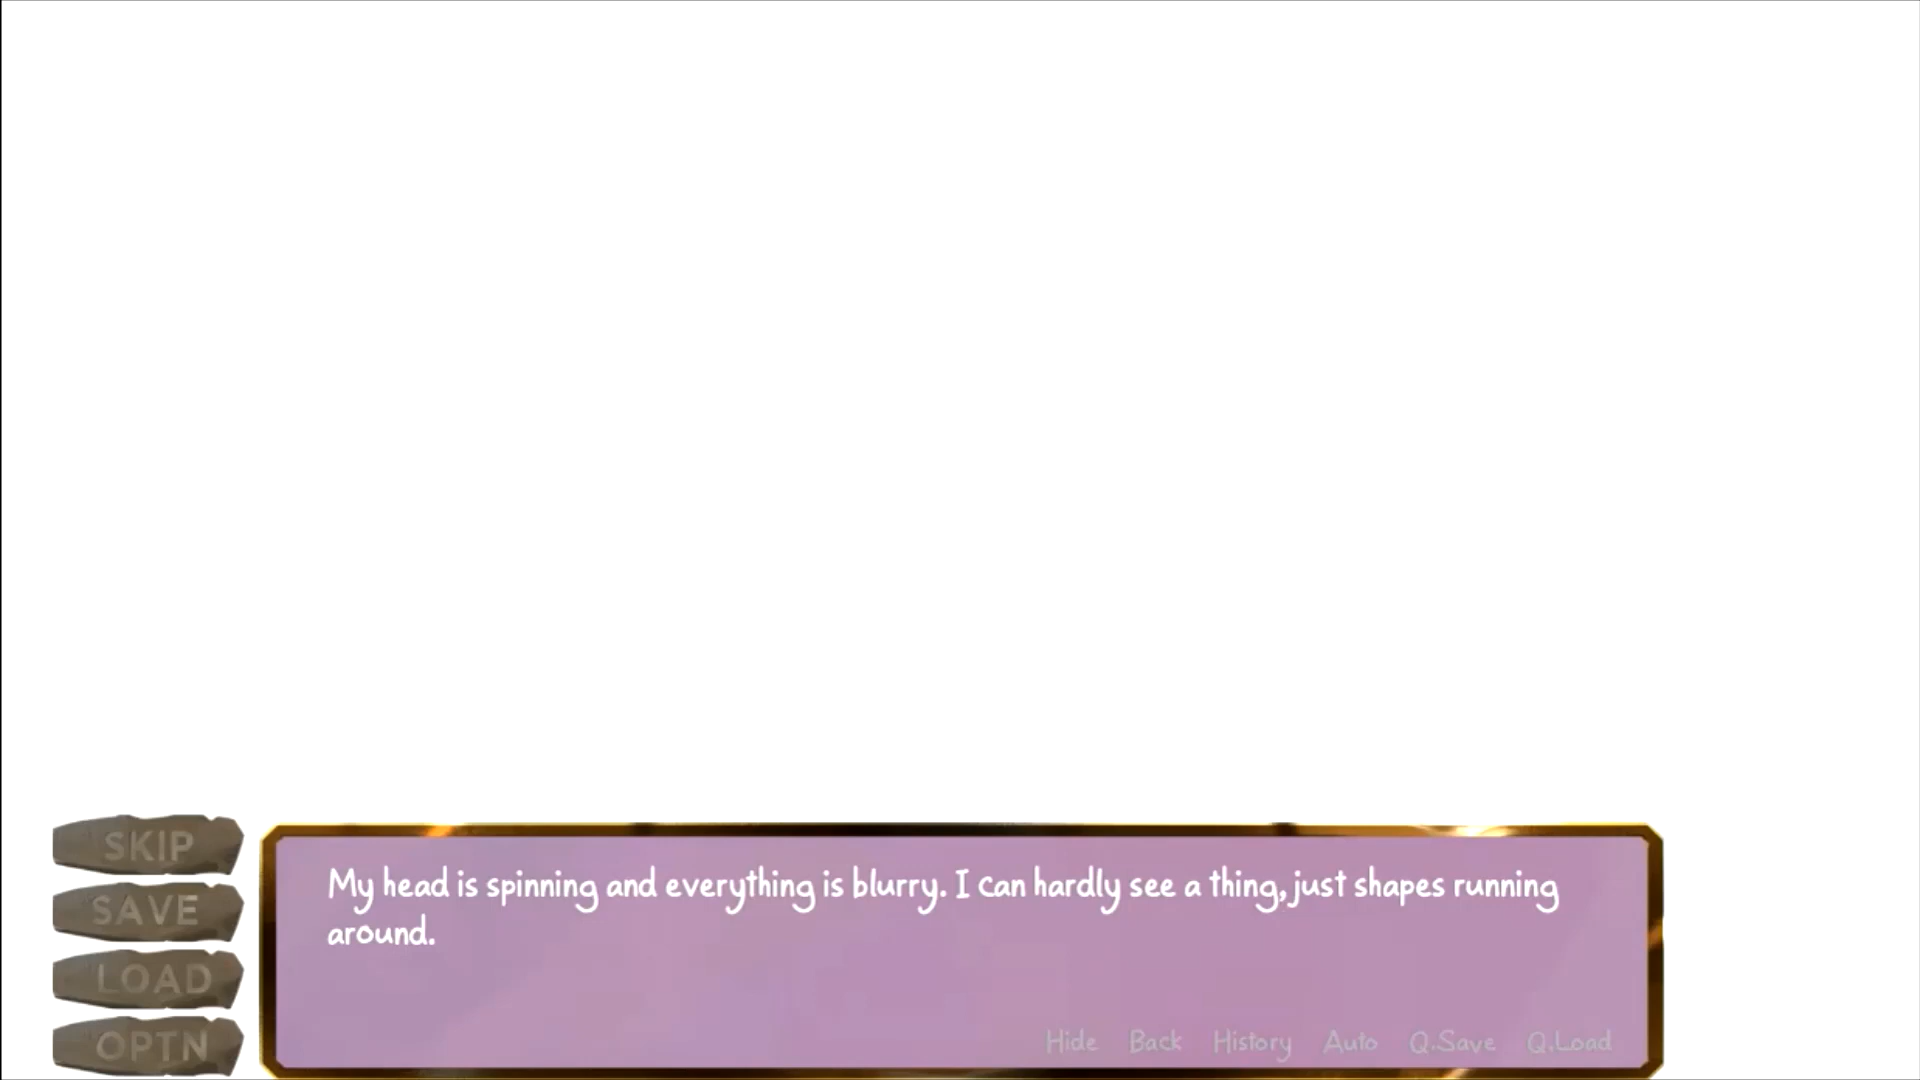 SKIP
SAVE
LOAD
OPTN
My head is spinning and everything is blurry. I can hardly see a thing, just shapes running
around.
Hide Back History Auto Q.Save Q.Load